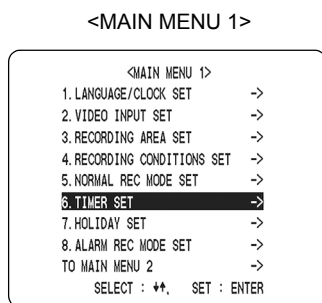 <MAIN MENU 1>
<MAIN MENU 1>
1. LANGUAGE/CLOCK SET ->
2. VIDEO INPUT SET ->
3. RECORDING AREA SET ->
4. RECORDING CONDITIONS SET ->
5. NORMAL REC MODE SET ->
6. TIMER SET ->
7. HOLIDAY SET ->
8. ALARM REC MODE SET ->
TO MAIN MENU 2 ->
SELECT : ↓↑, SET : ENTER